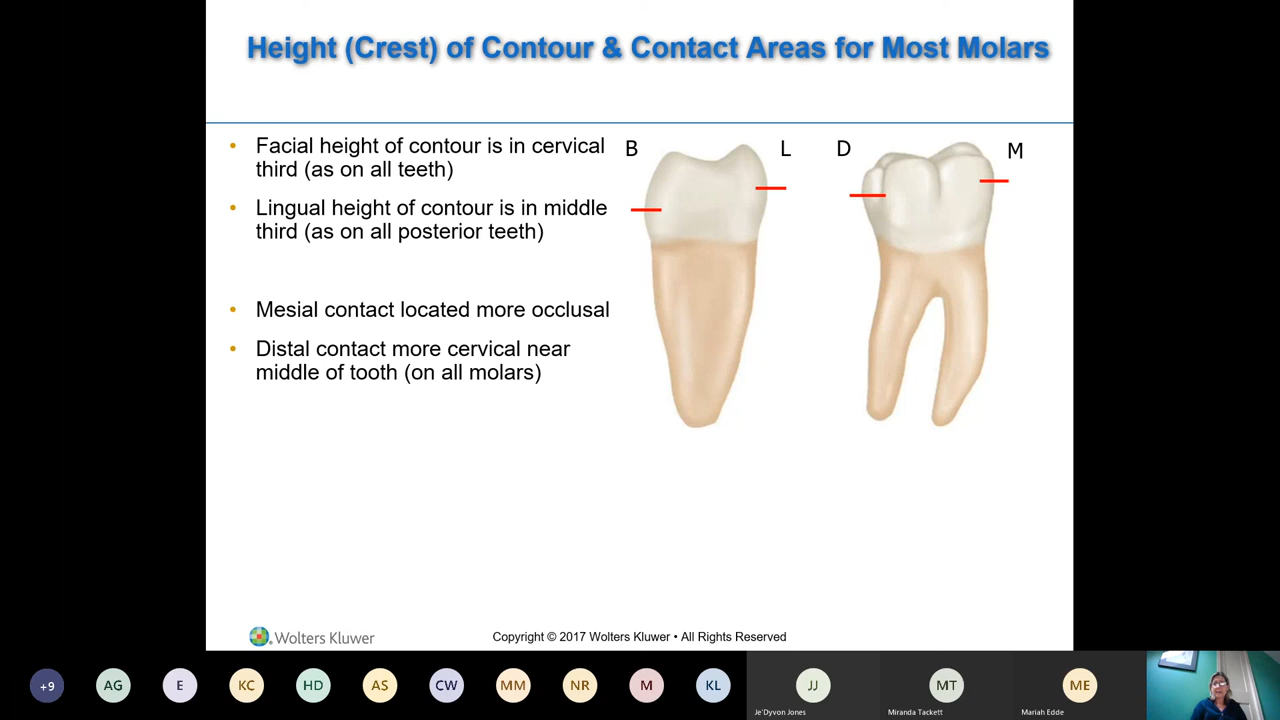 Height (Crest) of Contour & Contact Areas for Most Molars
• Facial height of contour is in cervical
third (as on all teeth)
• Lingual height of contour is in middle
third (as on all posterior teeth)
• Mesial contact located more occlusal
• Distal contact more cervical near
middle of tooth (on all molars)
B L D M
Wolters Kluwer
Copyright © 2017 Wolters Kluwer • All Rights Reserved
+9 AG E KC HD AS CW MM NR M KL JJ MT ME
Je'Dyvon Jones Miranda Tackett Mariah Edde